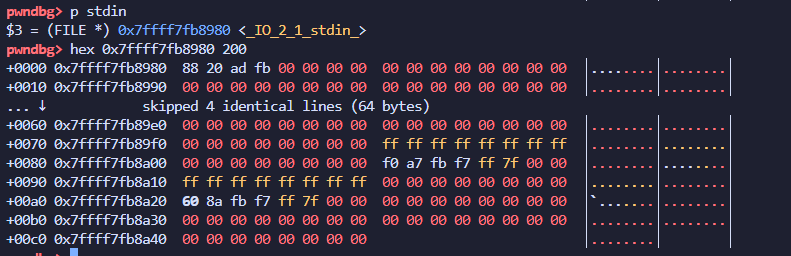 pwndbg> p stdin
$3 = (FILE *) 0x7ffff7fb8980 <_IO_2_1_stdin_>
pwndbg> hex 0x7ffff7fb8980 200
+0000 0x7ffff7fb8980  88 20 ad fb 00 00 00 00  00 00 00 00 00 00 00 00  │........│........│
+0010 0x7ffff7fb8990  00 00 00 00 00 00 00 00  00 00 00 00 00 00 00 00  │........│........│
... ↓            skipped 4 identical lines (64 bytes)
+0060 0x7ffff7fb89e0  00 00 00 00 00 00 00 00  00 00 00 00 00 00 00 00  │........│........│
+0070 0x7ffff7fb89f0  00 00 00 00 00 00 00 00  ff ff ff ff ff ff ff ff  │........│........│
+0080 0x7ffff7fb8a00  00 00 00 00 00 00 00 00  f0 a7 fb f7 ff 7f 00 00  │........│........│
+0090 0x7ffff7fb8a10  ff ff ff ff ff ff ff ff  00 00 00 00 00 00 00 00  │........│........│
+00a0 0x7ffff7fb8a20  60 8a fb f7 ff 7f 00 00  00 00 00 00 00 00 00 00  │`.......│........│
+00b0 0x7ffff7fb8a30  00 00 00 00 00 00 00 00  00 00 00 00 00 00 00 00  │........│........│
+00c0 0x7ffff7fb8a40  00 00 00 00 00 00 00 00                           │........│        │